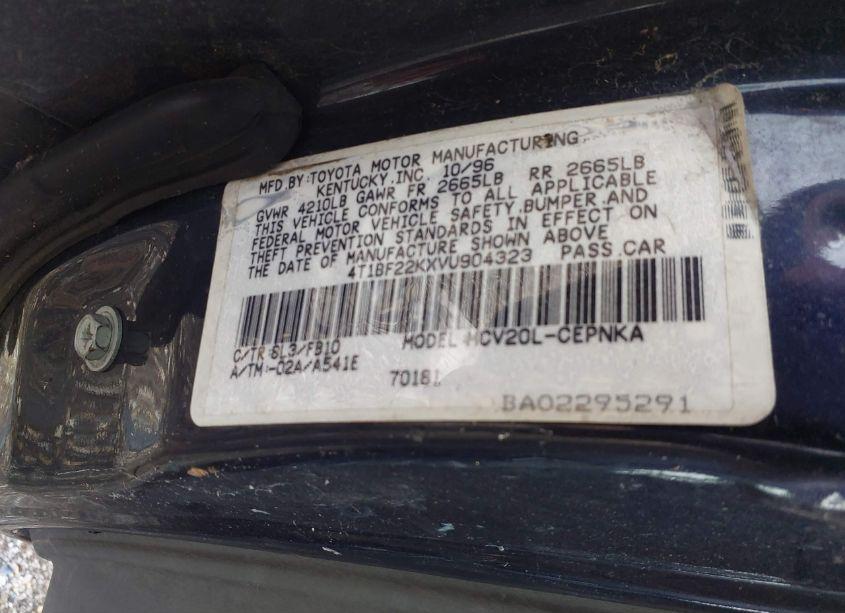 MFD BY:TOYOTA MOTOR MANUFACTURING
KENTUCKY.INC. 10/96
GVWR 4210LB GAWR FR 2665LB RR 2665LB
THIS VEHICLE CONFORMS TO ALL APPLICABLE
FEDERAL MOTOR VEHICLE SAFETY,BUMPER,AND
THEFT PREVENTION STANDARDS IN EFFECT ON
THE DATE OF MANUFACTURE SHOWN ABOVE
4T1BF22KXVU904323 PASS.CAR
C/TR 6L3/FB10 MODEL MCV20L-CEPNKA
A/TM:-02A/A541E 70181
BA02295291